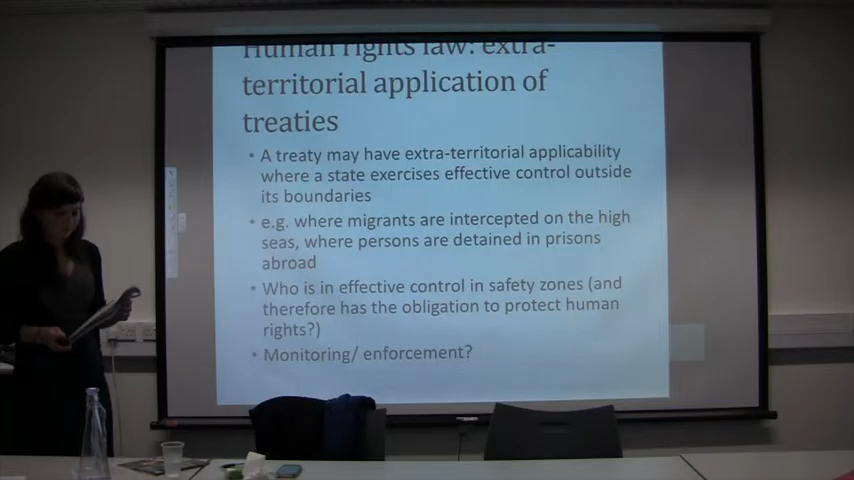 Human rights law: extra-
territorial application of
treaties
• A treaty may have extra-territorial applicability
where a state exercises effective control outside
its boundaries
• e.g. where migrants are intercepted on the high
seas, where persons are detained in prisons
abroad
• Who is in effective control in safety zones (and
therefore has the obligation to protect human
rights?)
• Monitoring/ enforcement?